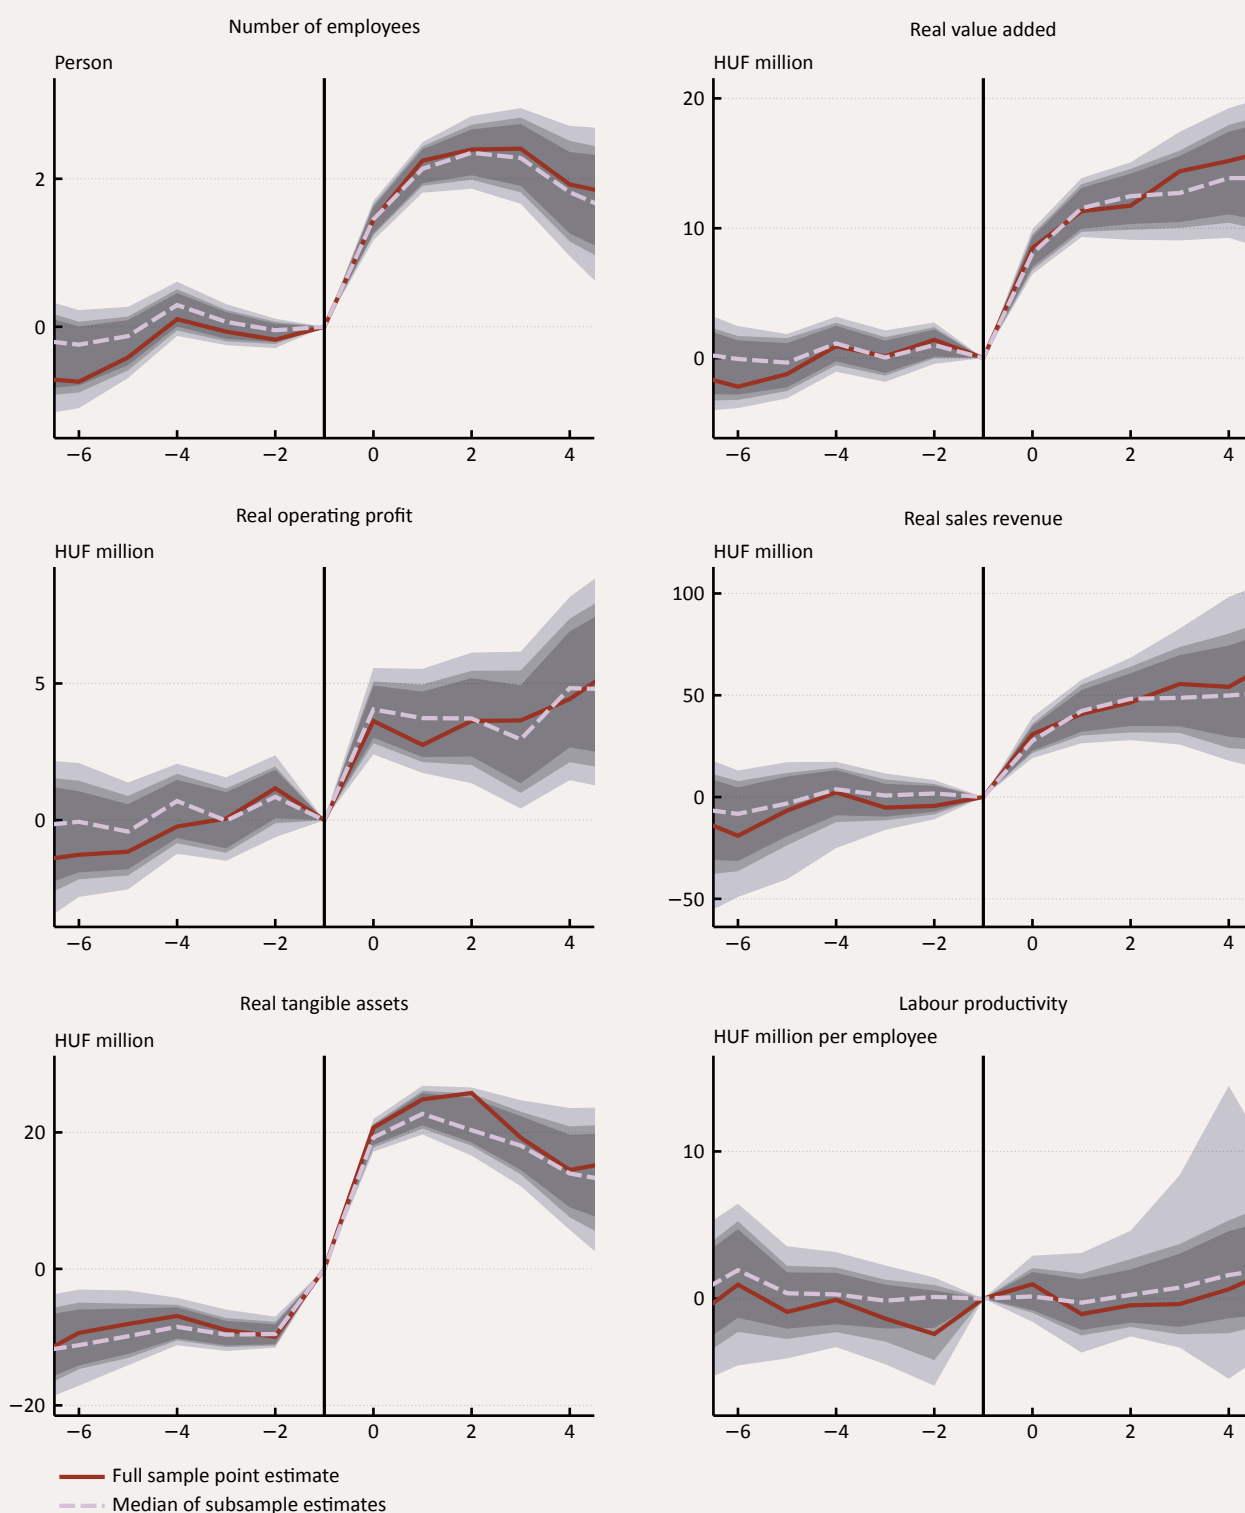 Number of employees
Person
2
0
−6 −4 −2 0 2 4
Real value added
HUF million
20
10
0
−6 −4 −2 0 2 4
Real operating profit
HUF million
5
0
−6 −4 −2 0 2 4
Real sales revenue
HUF million
100
50
0
−50
−6 −4 −2 0 2 4
Real tangible assets
HUF million
20
0
−20
−6 −4 −2 0 2 4
Labour productivity
HUF million per employee
10
0
−6 −4 −2 0 2 4
Full sample point estimate
Median of subsample estimates